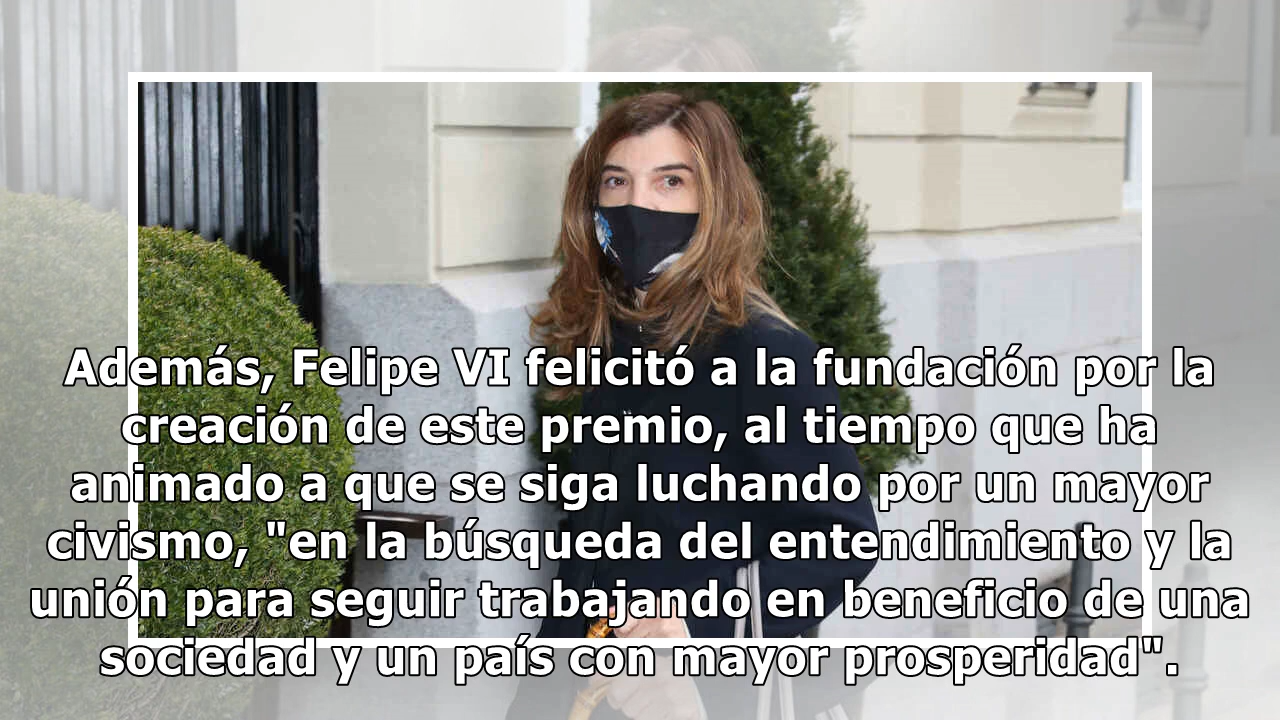 Además, Felipe VI felicitó a la fundación por la
creación de este premio, al tiempo que ha
animado a que se siga luchando por un mayor
civismo, "en la búsqueda del entendimiento y la
unión para seguir trabajando en beneficio de una
sociedad y un país con mayor prosperidad".